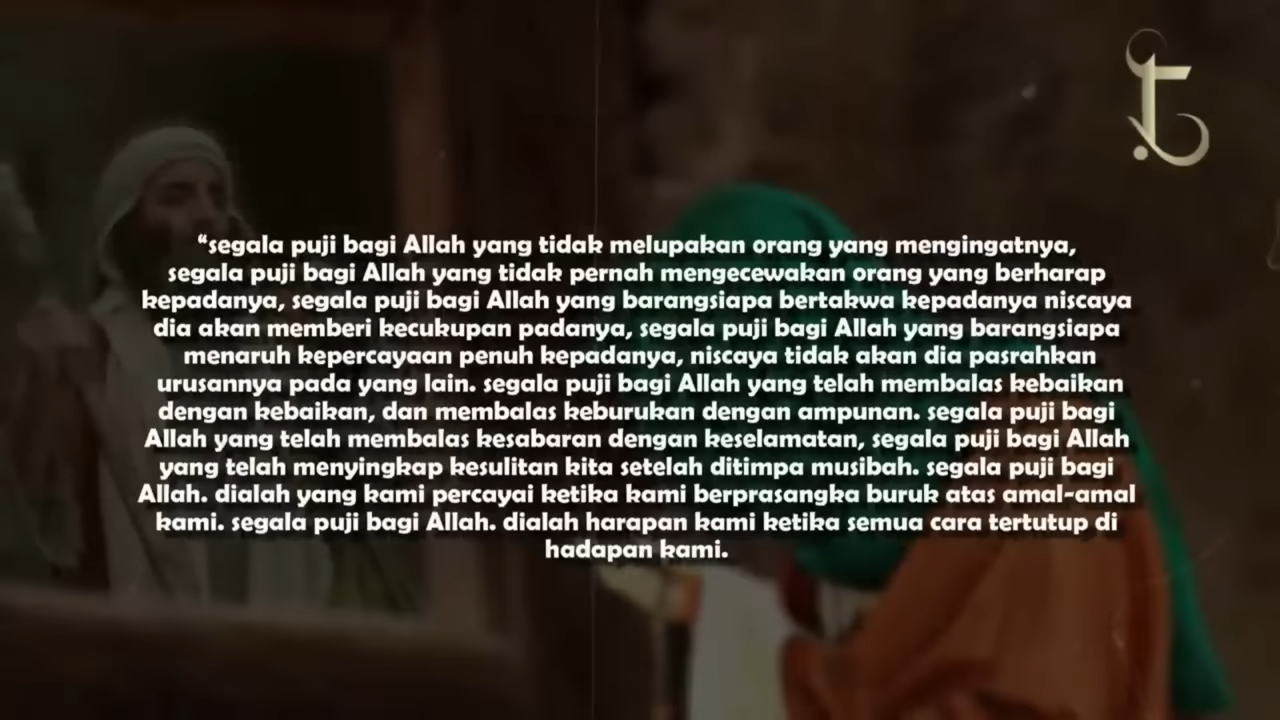 “segala puji bagi Allah yang tidak melupakan orang yang mengingatnya,
segala puji bagi Allah yang tidak pernah mengecewakan orang yang berharap
kepadanya, segala puji bagi Allah yang barangsiapa bertakwa kepadanya niscaya
dia akan memberi kecukupan padanya, segala puji bagi Allah yang barangsiapa
menaruh kepercayaan penuh kepadanya, niscaya tidak akan dia pasrahkan
urusannya pada yang lain. segala puji bagi Allah yang telah membalas kebaikan
dengan kebaikan, dan membalas keburukan dengan ampunan. segala puji bagi
Allah yang telah membalas kesabaran dengan keselamatan, segala puji bagi Allah
yang telah menyingkap kesulitan kita setelah ditimpa musibah. segala puji bagi
Allah. dialah yang kami percayai ketika kami berprasangka buruk atas amal-amal
kami. segala puji bagi Allah. dialah harapan kami ketika semua cara tertutup di
hadapan kami.